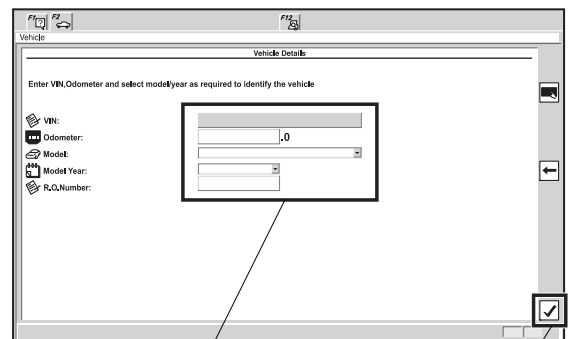 F1 F2 F12
Vehicle
Vehicle Details
Enter VIN,Odometer and select model/year as required to identify the vehicle
VIN:
Odometer: .0
Model:
Model Year:
R.O.Number: